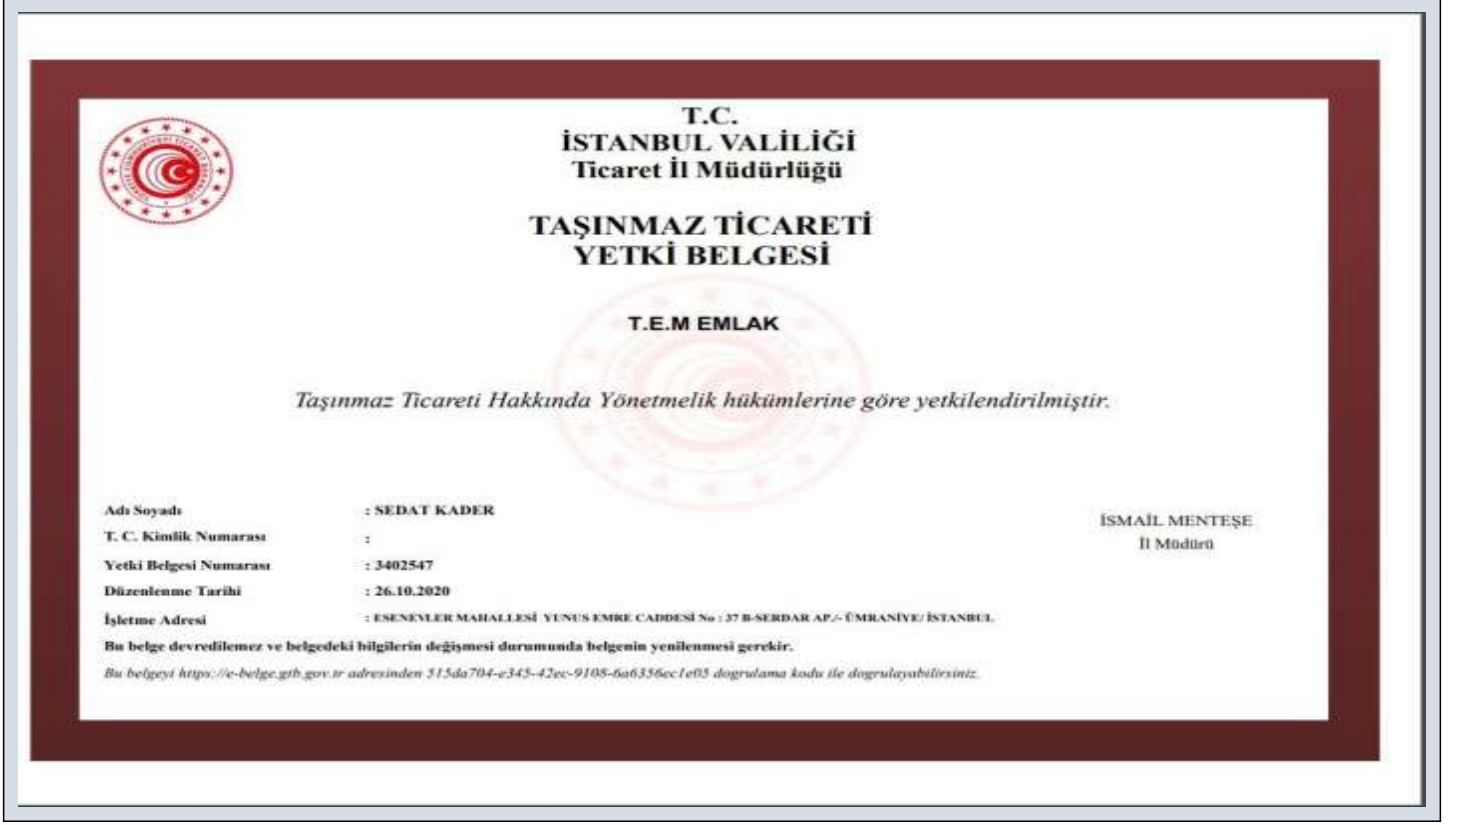 T.C.
İSTANBUL VALİLİĞİ
Ticaret İl Müdürlüğü
TAŞINMAZ TİCARETİ
YETKİ BELGESİ
T.E.M EMLAK
Taşınmaz Ticareti Hakkında Yönetmelik hükümlerine göre yetkilendirilmiştir.
Adı Soyadı : SEDAT KADER
İSMAİL MENTEŞE
T. C. Kimlik Numarası :
İl Müdürü
Yetki Belgesi Numarası : 3402547
Düzenlenme Tarihi : 26.10.2020
İşletme Adresi : ESENEVLER MAHALLESİ YUNUS EMRE CADDESİ No : 37 B-SERDAR AP./- ÜMRANİYE/ İSTANBUL
Bu belge devredilemez ve belgedeki bilgilerin değişmesi durumunda belgenin yenilenmesi gerekir.
Bu belgeyi https://e-belge.gtb.gov.tr adresinden 515da704-e345-42ec-9108-6a6356ec1e05 dogrulama kodu ile dogrulayabilirsiniz.